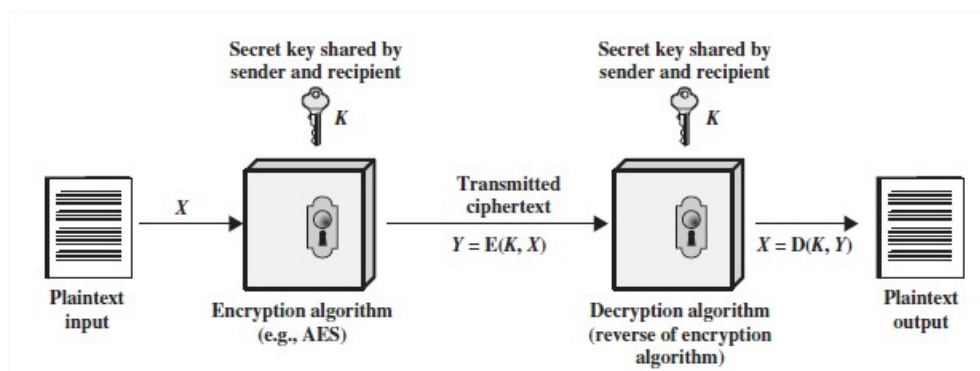 Secret key shared by
sender and recipient
K
Secret key shared by
sender and recipient
K
X
Transmitted
ciphertext
Y = E(K, X)
X = D(K, Y)
Plaintext
input
Encryption algorithm
(e.g., AES)
Decryption algorithm
(reverse of encryption
algorithm)
Plaintext
output